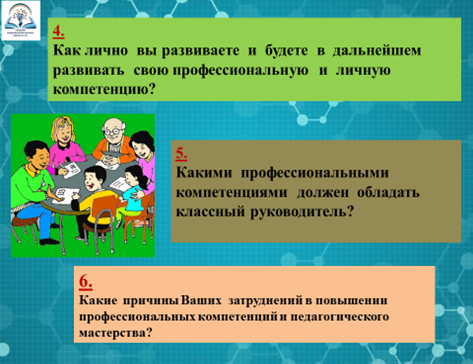 4.
Как лично вы развиваете и будете в дальнейшем
развивать свою профессиональную и личную
компетенцию?
5.
Какими профессиональными
компетенциями должен обладать
классный руководитель?
6.
Какие причины Ваших затруднений в повышении
профессиональных компетенций и педагогического
мастерства?